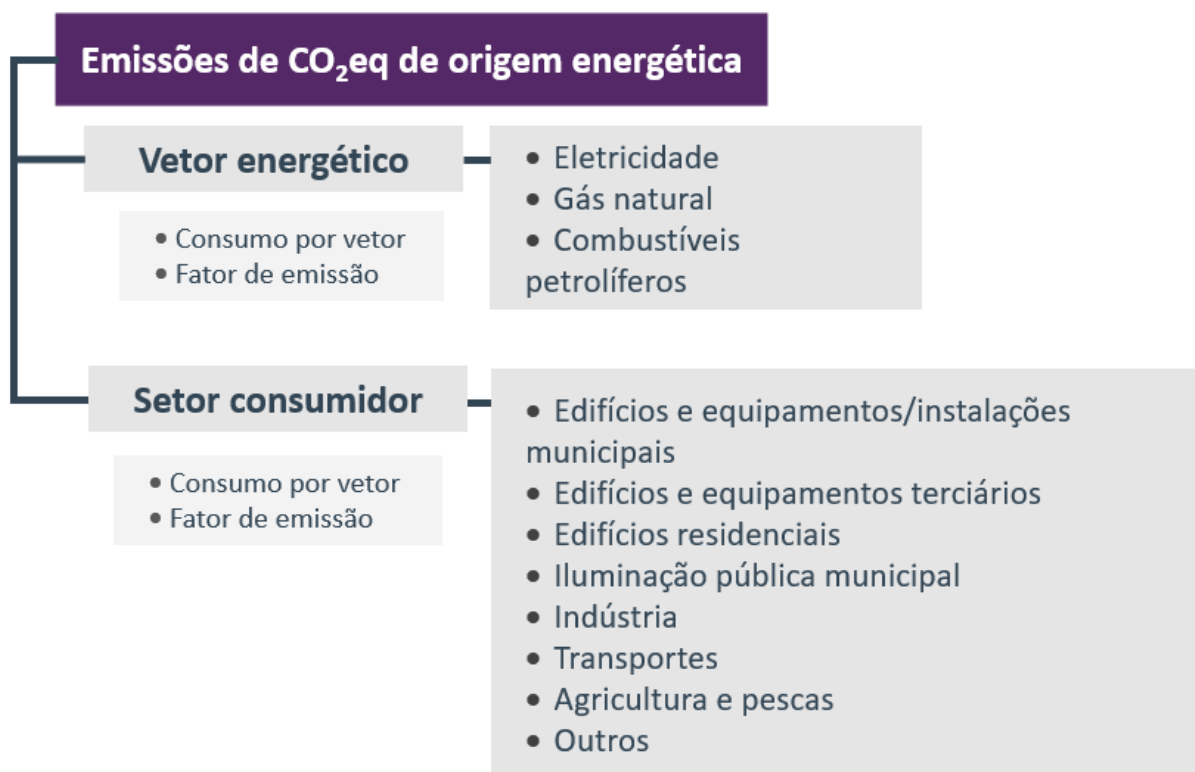 Emissões de CO₂eq de origem energética
Vetor energético
• Consumo por vetor
• Fator de emissão
• Eletricidade
• Gás natural
• Combustíveis
petrolíferos
Setor consumidor
• Consumo por vetor
• Fator de emissão
• Edifícios e equipamentos/instalações
municipais
• Edifícios e equipamentos terciários
• Edifícios residenciais
• Iluminação pública municipal
• Indústria
• Transportes
• Agricultura e pescas
• Outros